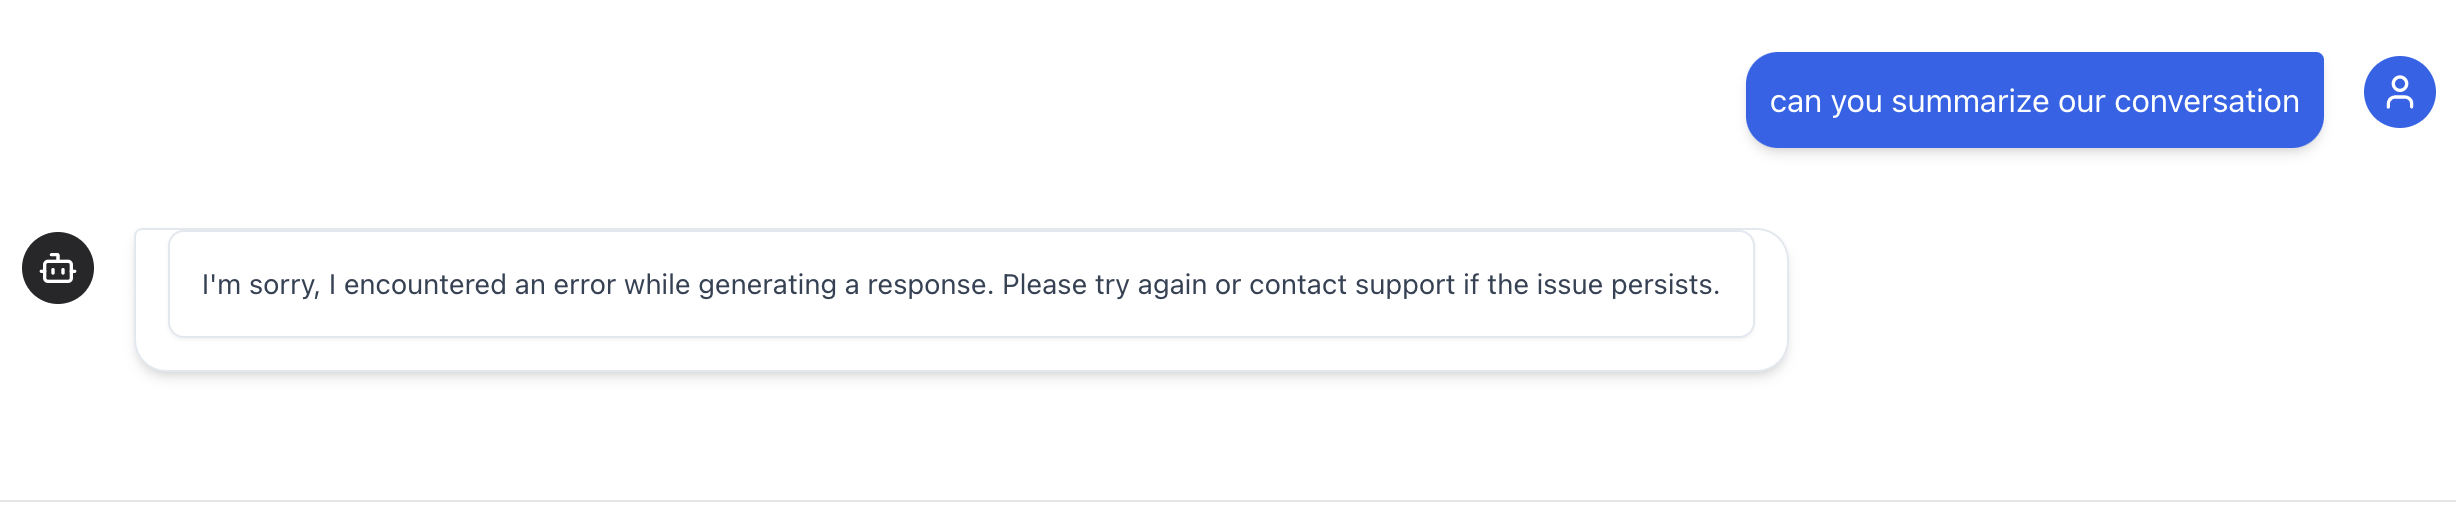 can you summarize our conversation
I'm sorry, I encountered an error while generating a response. Please try again or contact support if the issue persists.